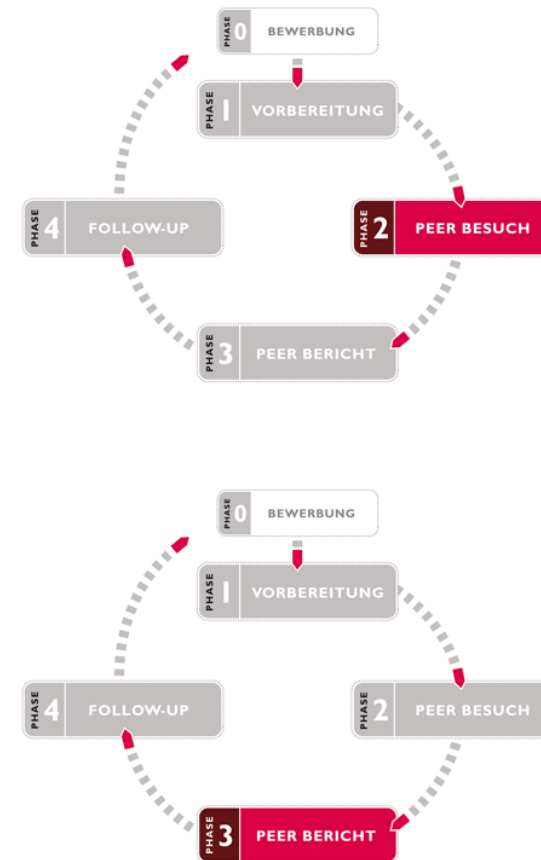 PHASE 0 BEWERBUNG
PHASE 1 VORBEREITUNG
PHASE 4 FOLLOW-UP
PHASE 2 PEER BESUCH
PHASE 3 PEER BERICHT
PHASE 0 BEWERBUNG
PHASE 1 VORBEREITUNG
PHASE 4 FOLLOW-UP
PHASE 2 PEER BESUCH
PHASE 3 PEER BERICHT